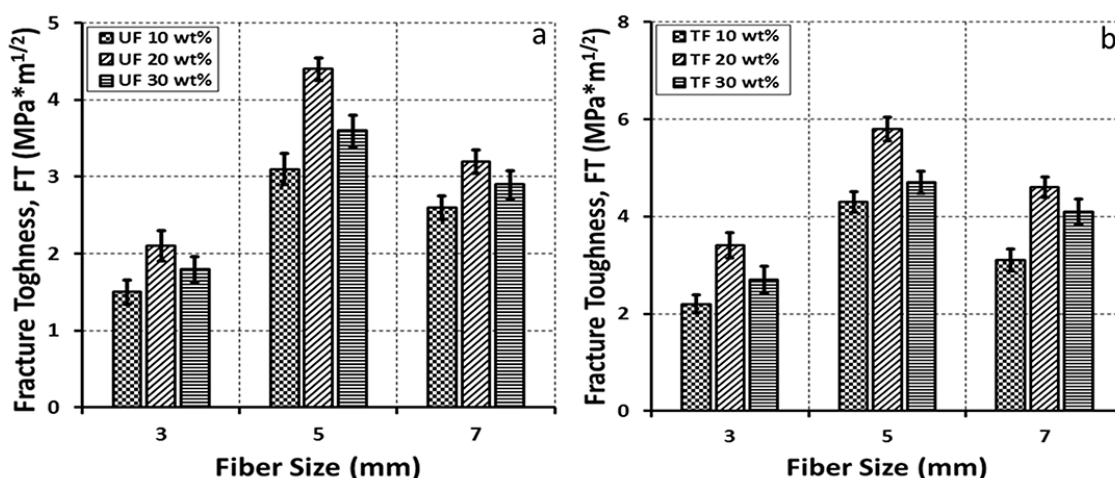 a
UF 10 wt%
UF 20 wt%
UF 30 wt%
Fracture Toghness, FT (MPa*m1/2)
5
4
3
2
1
0
3 5 7
Fiber Size (mm)
b
TF 10 wt%
TF 20 wt%
TF 30 wt%
Fracture Toughness, FT (MPa*m1/2)
8
6
4
2
0
3 5 7
Fiber Size (mm)